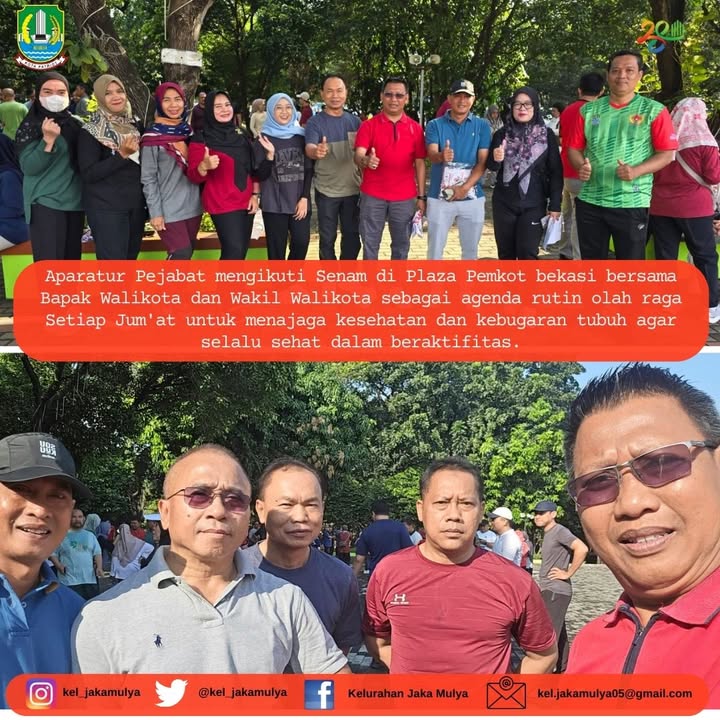 Aparatur Pejabat mengikuti Senam di Plaza Pemkot bekasi bersama
Bapak Walikota dan Wakil Walikota sebagai agenda rutin olah raga
Setiap Jum'at untuk menajaga kesehatan dan kebugaran tubuh agar
selalu sehat dalam beraktifitas.
kel_jakamulya @kel_jakamulya Kelurahan Jaka Mulya kel.jakamulya05@gmail.com